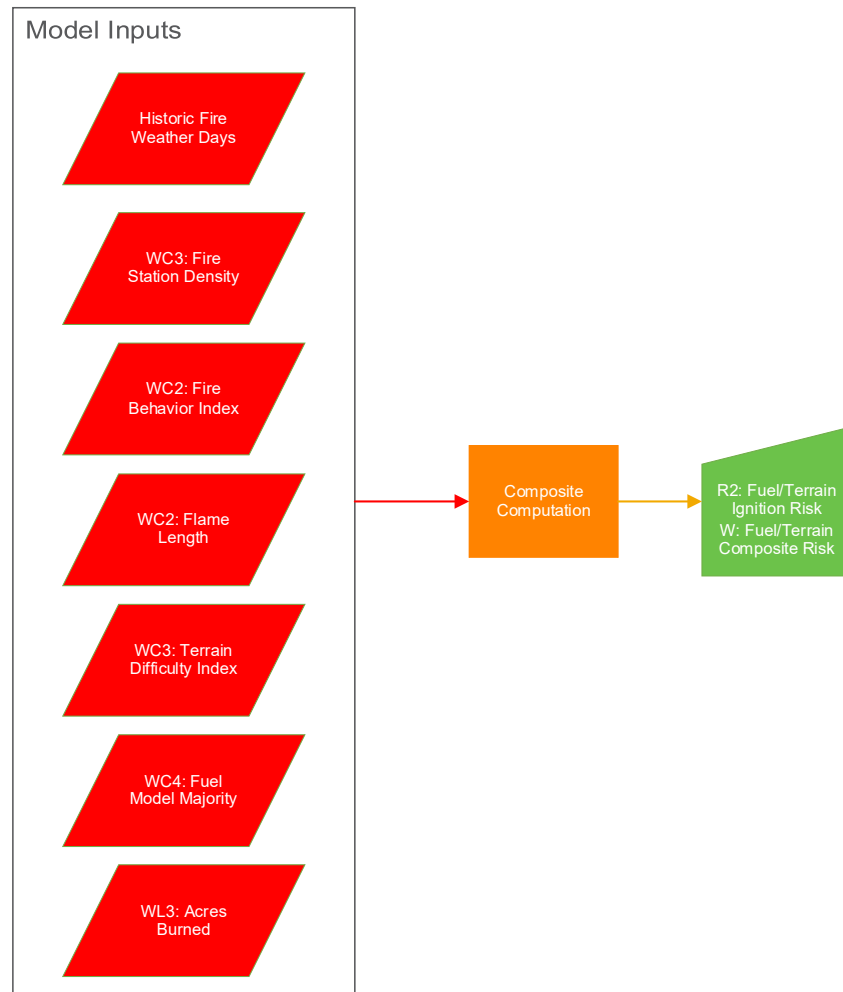 Model Inputs
Historic Fire
Weather Days
WC3: Fire
Station Density
WC2: Fire
Behavior Index
WC2: Flame
Length
WC3: Terrain
Difficulty Index
WC4: Fuel
Model Majority
WL3: Acres
Burned
Composite
Computation
R2: Fuel/Terrain
Ignition Risk
W: Fuel/Terrain
Composite Risk